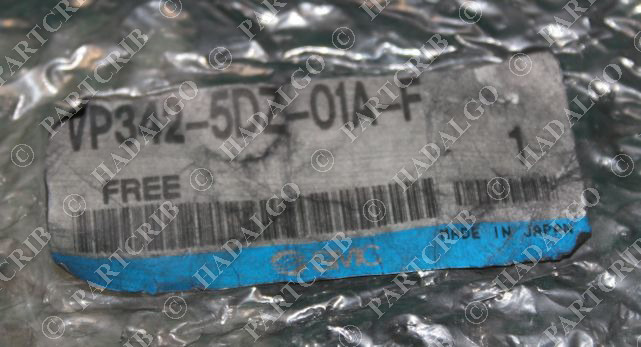 VP342-5DZ-01A-F
1
FREE
MADE IN JAPAN
SMC
© PARTCRIB © HADALGO